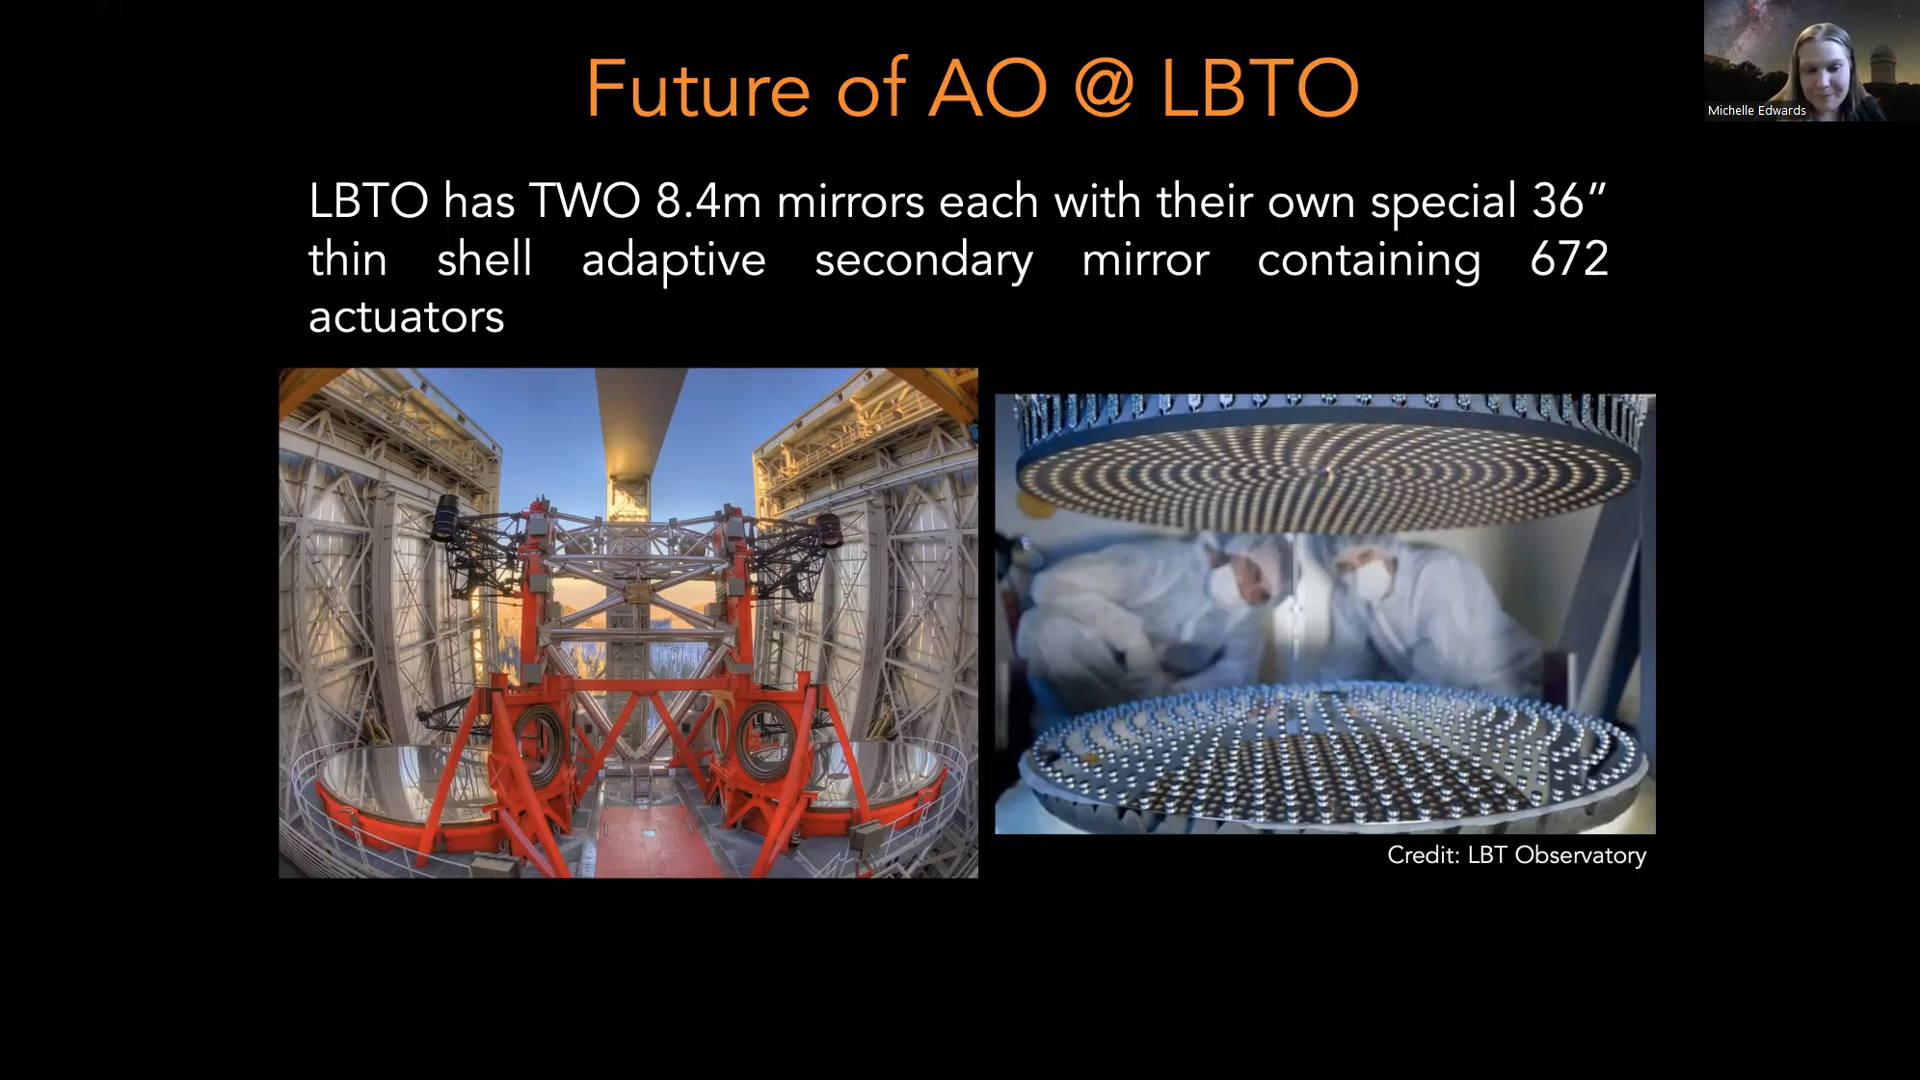 Future of AO @ LBTO
Michelle Edwards
LBTO has TWO 8.4m mirrors each with their own special 36”
thin shell adaptive secondary mirror containing 672
actuators
Credit: LBT Observatory